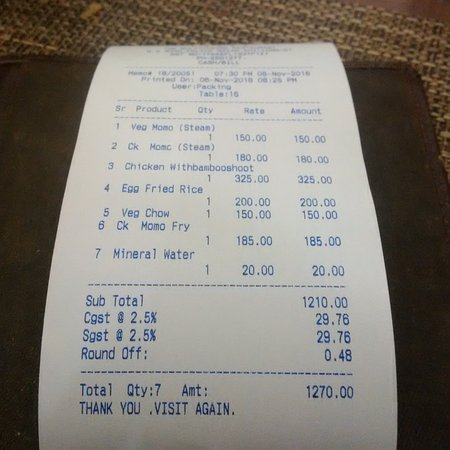 CASH/BILL
Memo# 18/20051 07:30 PM 08-Nov-2018
Printed On: 08-Nov-2018 08:25 PM
User:Packing
Table:16
Sr Product Qty Rate Amount
1 Veg Momo (Steam)
1 150.00 150.00
2 Ck Momo (Steam)
1 180.00 180.00
3 Chicken Withbambooshoot
1 325.00 325.00
4 Egg Fried Rice
1 200.00 200.00
5 Veg Chow 1 150.00 150.00
6 Ck Momo Fry
1 185.00 185.00
7 Mineral Water
1 20.00 20.00
Sub Total 1210.00
Cgst @ 2.5% 29.76
Sgst @ 2.5% 29.76
Round Off: 0.48
Total Qty:7 Amt: 1270.00
THANK YOU .VISIT AGAIN.